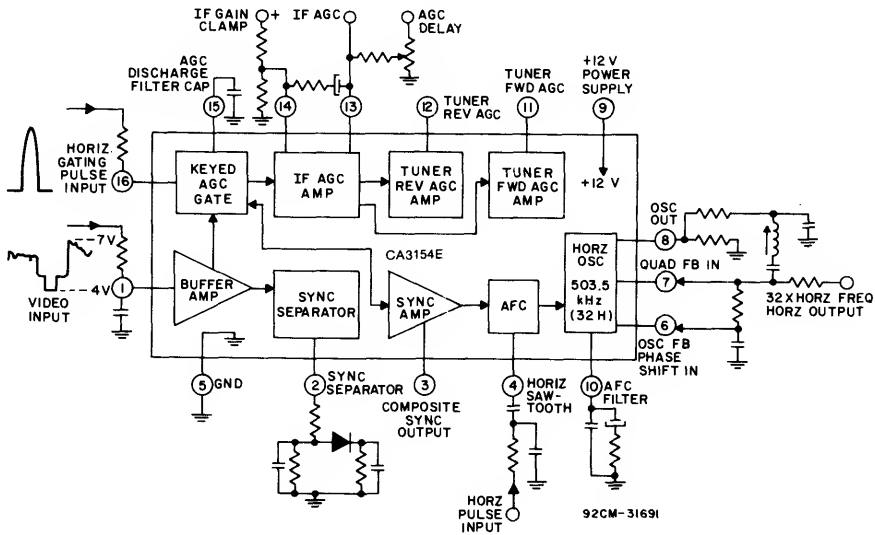 IF GAIN CLAMP
+
IF AGC
AGC DELAY
AGC DISCHARGE FILTER CAP
TUNER FWD AGC
+12 V POWER SUPPLY
15
14
13
12
TUNER REV AGC
11
9
HORIZ GATING PULSE INPUT
16
KEYED AGC GATE
IF AGC AMP
TUNER REV AGC AMP
TUNER FWD AGC AMP
+12 V
OSC OUT
8
7V
4V
1
VIDEO INPUT
BUFFER AMP
SYNC SEPARATOR
CA3154E
SYNC AMP
AFC
HORZ OSC
503.5 kHz (32 H)
QUAD FB IN
7
32 X HORZ FREQ HORZ OUTPUT
6
OSC FB PHASE SHIFT IN
5
GND
2
SYNC SEPARATOR
3
COMPOSITE SYNC OUTPUT
4
HORIZ SAW-TOOTH
10
AFC FILTER
HORZ PULSE INPUT
92CM-31691